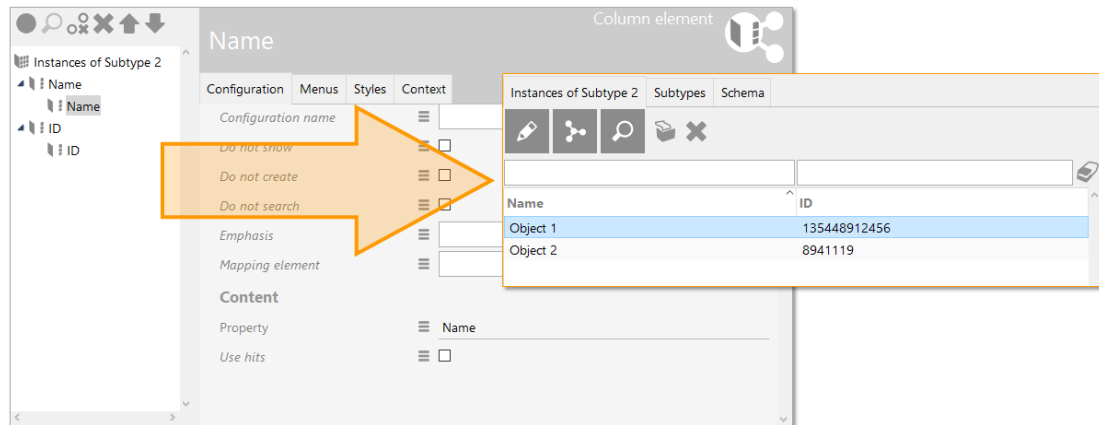 Column element
Name
Instances of Subtype 2
Name
Name
ID
ID
Configuration Menus Styles Context
Configuration name
Do not show
Do not create
Do not search
Emphasis
Mapping element
Content
Property Name
Use hits
Instances of Subtype 2 Subtypes Schema
Name ID
Object 1 135448912456
Object 2 8941119